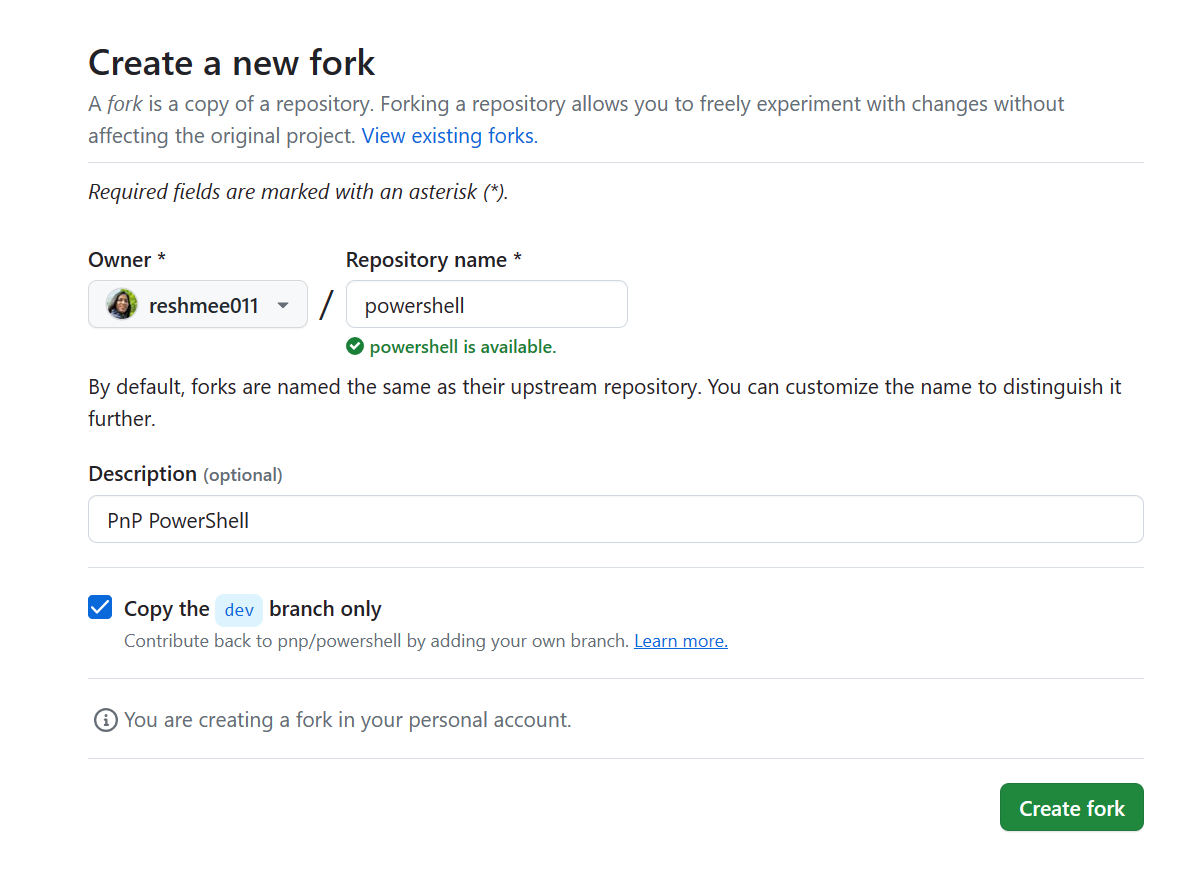 Create a new fork
A fork is a copy of a repository. Forking a repository allows you to freely experiment with changes without
affecting the original project. View existing forks.
Required fields are marked with an asterisk (*).
Owner * Repository name *
reshmee011 / powershell
powershell is available.
By default, forks are named the same as their upstream repository. You can customize the name to distinguish it
further.
Description (optional)
PnP PowerShell
Copy the dev branch only
Contribute back to pnp/powershell by adding your own branch. Learn more.
You are creating a fork in your personal account.
Create fork